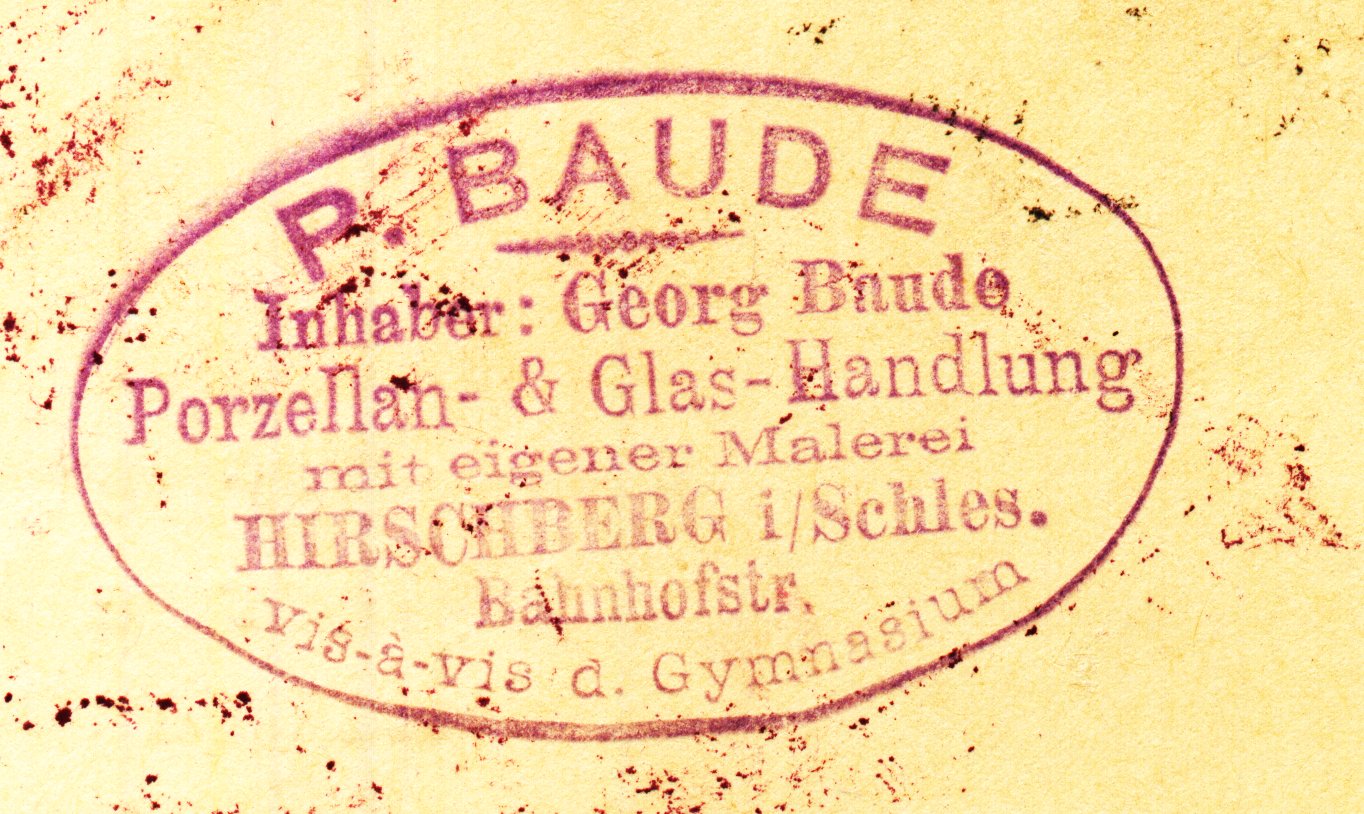 P. BAUDE
Inhaber: Georg Baude
Porzellan- & Glas-Handlung
mit eigener Malerei
HIRSCHBERG i/Schles.
Bahnhofstr.
vis-à-vis d. Gymnasium